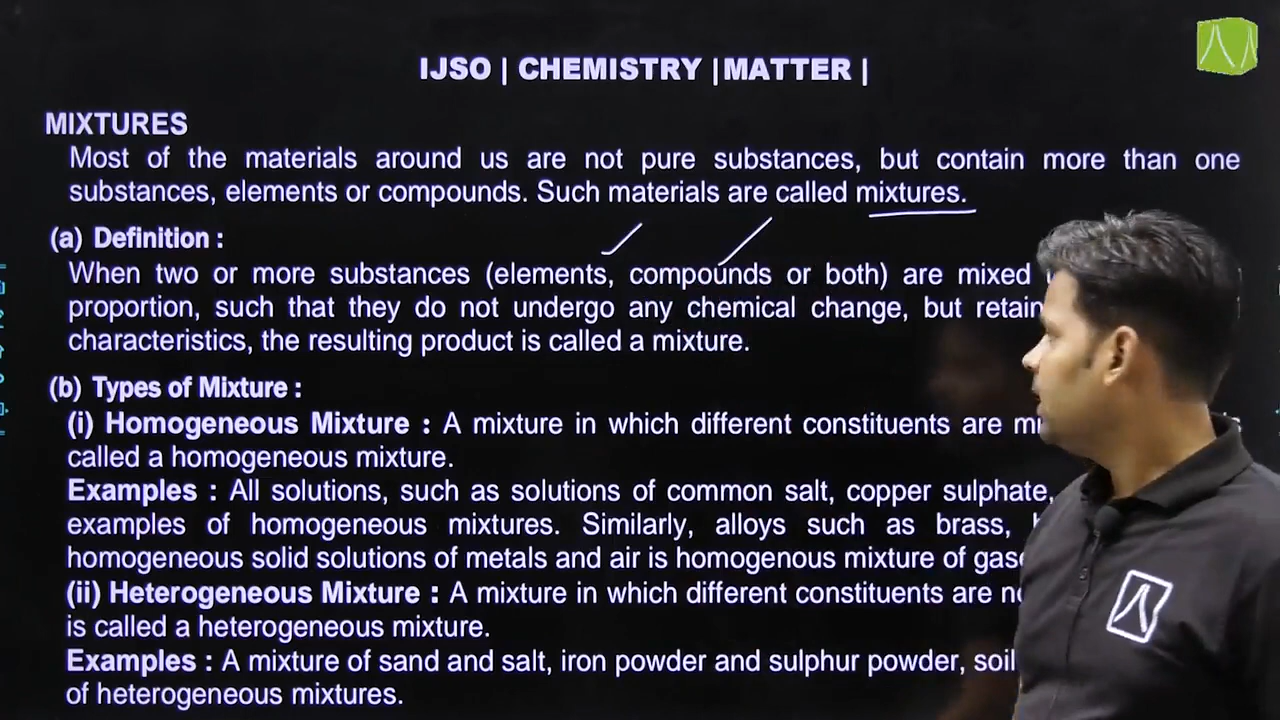 IJSO | CHEMISTRY |MATTER |
MIXTURES
Most of the materials around us are not pure substances, but contain more than one
substances, elements or compounds. Such materials are called mixtures.
(a) Definition :
When two or more substances (elements, compounds or both) are mixed
proportion, such that they do not undergo any chemical change, but retain
characteristics, the resulting product is called a mixture.
(b) Types of Mixture :
(i) Homogeneous Mixture : A mixture in which different constituents are
called a homogeneous mixture.
Examples : All solutions, such as solutions of common salt, copper sulphate,
examples of homogeneous mixtures. Similarly, alloys such as brass,
homogeneous solid solutions of metals and air is homogenous mixture of
(ii) Heterogeneous Mixture : A mixture in which different constituents are
is called a heterogeneous mixture.
Examples : A mixture of sand and salt, iron powder and sulphur powder, soil
of heterogeneous mixtures.